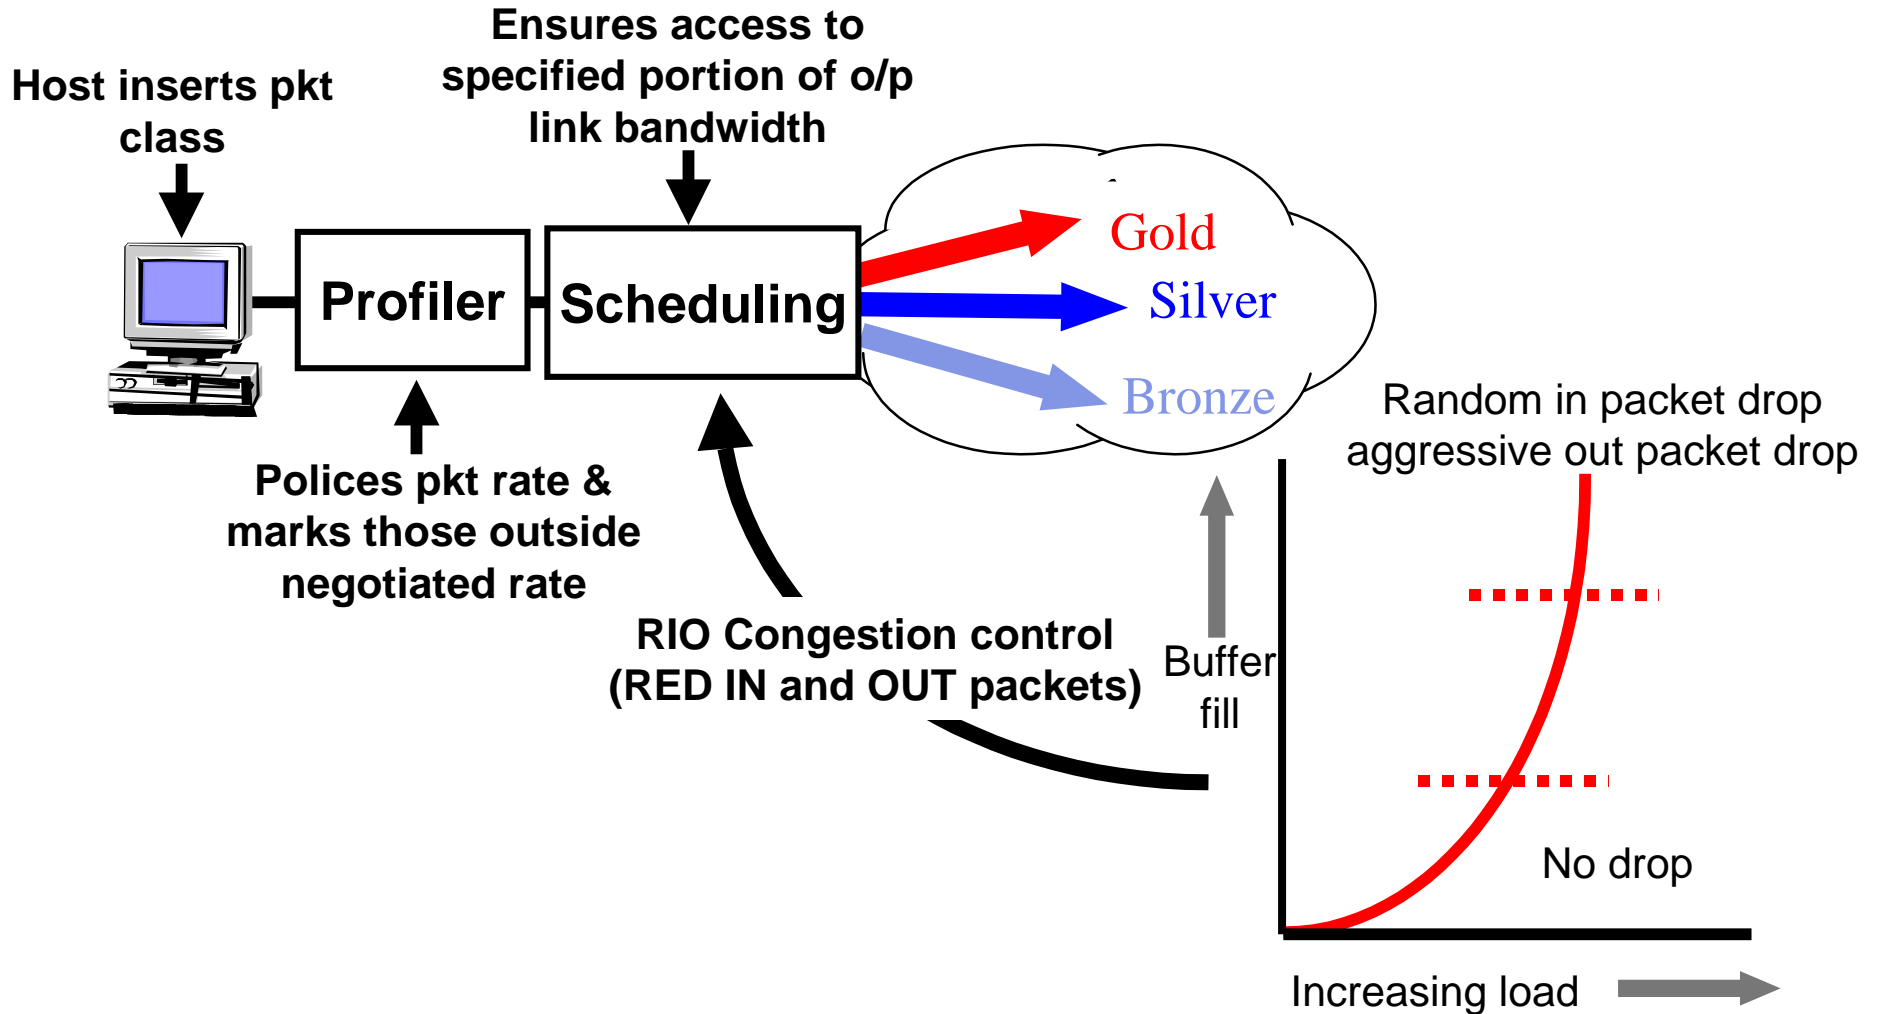 Ensures access to
specified portion of o/p
link bandwidth
Host inserts pkt
class
Profiler
Scheduling
Gold
Silver
Bronze
Polices pkt rate &
marks those outside
negotiated rate
RIO Congestion control
(RED IN and OUT packets)
Random in packet drop
aggressive out packet drop
Buffer
fill
No drop
Increasing load